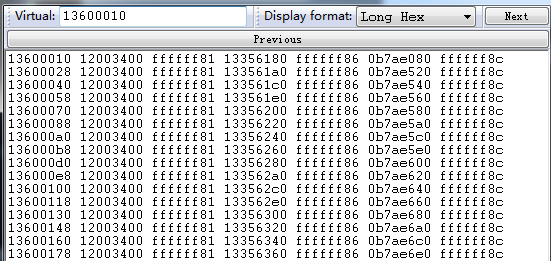 Virtual: 13600010 Display format: Long Hex Next
Previous
13600010 12003400 ffffff81 13356180 ffffff86 0b7ae080 ffffff8c
13600028 12003400 ffffff81 133561a0 ffffff86 0b7ae520 ffffff8c
13600040 12003400 ffffff81 133561c0 ffffff86 0b7ae540 ffffff8c
13600058 12003400 ffffff81 133561e0 ffffff86 0b7ae560 ffffff8c
13600070 12003400 ffffff81 13356200 ffffff86 0b7ae580 ffffff8c
13600088 12003400 ffffff81 13356220 ffffff86 0b7ae5a0 ffffff8c
136000a0 12003400 ffffff81 13356240 ffffff86 0b7ae5c0 ffffff8c
136000b8 12003400 ffffff81 13356260 ffffff86 0b7ae5e0 ffffff8c
136000d0 12003400 ffffff81 13356280 ffffff86 0b7ae600 ffffff8c
136000e8 12003400 ffffff81 133562a0 ffffff86 0b7ae620 ffffff8c
13600100 12003400 ffffff81 133562c0 ffffff86 0b7ae640 ffffff8c
13600118 12003400 ffffff81 133562e0 ffffff86 0b7ae660 ffffff8c
13600130 12003400 ffffff81 13356300 ffffff86 0b7ae680 ffffff8c
13600148 12003400 ffffff81 13356320 ffffff86 0b7ae6a0 ffffff8c
13600160 12003400 ffffff81 13356340 ffffff86 0b7ae6c0 ffffff8c
13600178 12003400 ffffff81 13356360 ffffff86 0b7ae6e0 ffffff8c